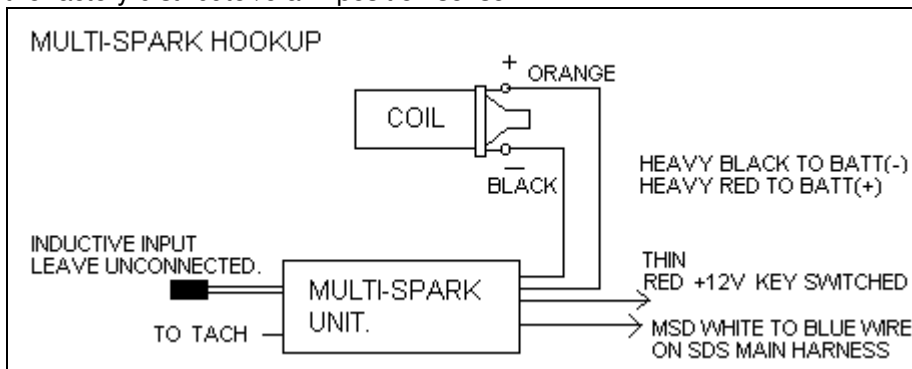 MULTI-SPARK HOOKUP
+
ORANGE
COIL
−
BLACK
HEAVY BLACK TO BATT(-)
HEAVY RED TO BATT(+)
INDUCTIVE INPUT
LEAVE UNCONNECTED.
THIN
RED +12V KEY SWITCHED
MULTI-SPARK
UNIT.
TO TACH
MSD WHITE TO BLUE WIRE
ON SDS MAIN HARNESS